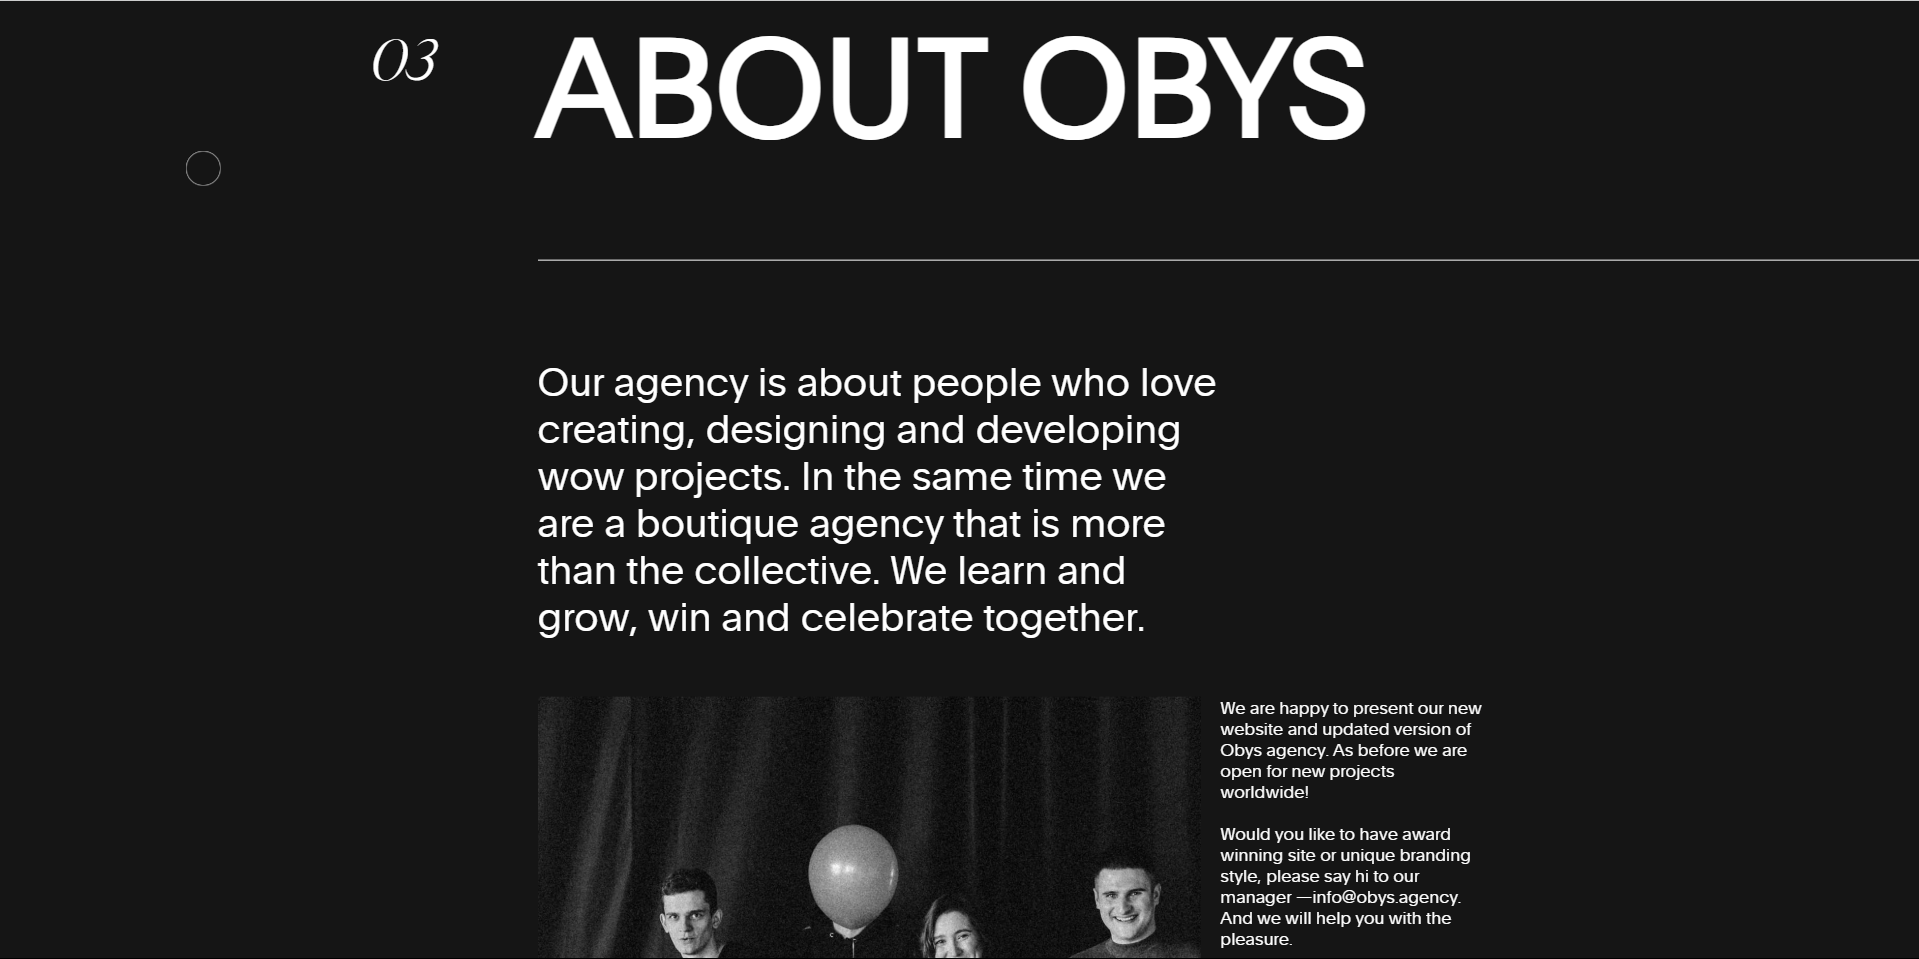 03
ABOUT OBYS
Our agency is about people who love
creating, designing and developing
wow projects. In the same time we
are a boutique agency that is more
than the collective. We learn and
grow, win and celebrate together.
We are happy to present our new
website and updated version of
Obys agency. As before we are
open for new projects
worldwide!
Would you like to have award
winning site or unique branding
style, please say hi to our
manager —info@obys.agency.
And we will help you with the
pleasure.